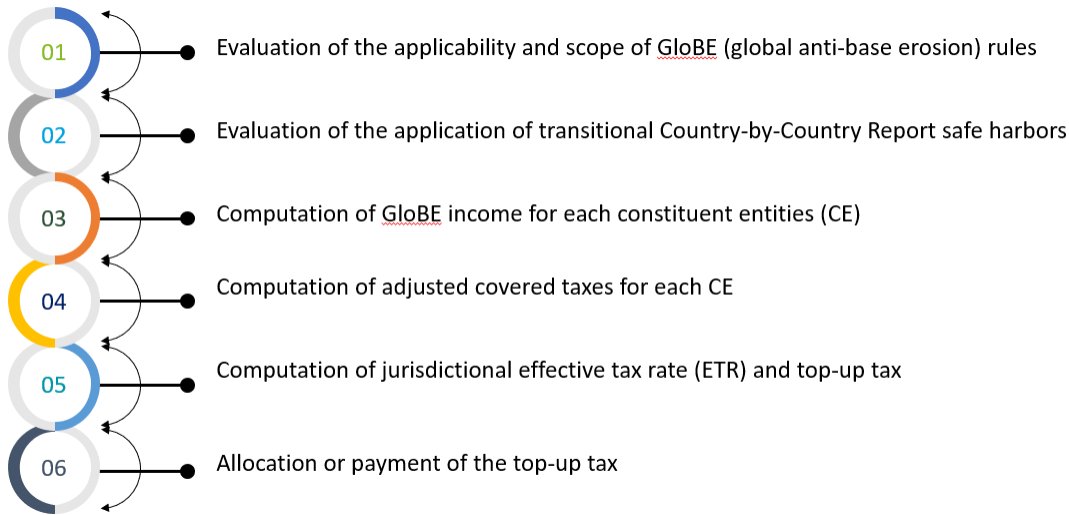 01
Evaluation of the applicability and scope of GloBE (global anti-base erosion) rules
02
Evaluation of the application of transitional Country-by-Country Report safe harbors
03
Computation of GloBE income for each constituent entities (CE)
04
Computation of adjusted covered taxes for each CE
05
Computation of jurisdictional effective tax rate (ETR) and top-up tax
06
Allocation or payment of the top-up tax